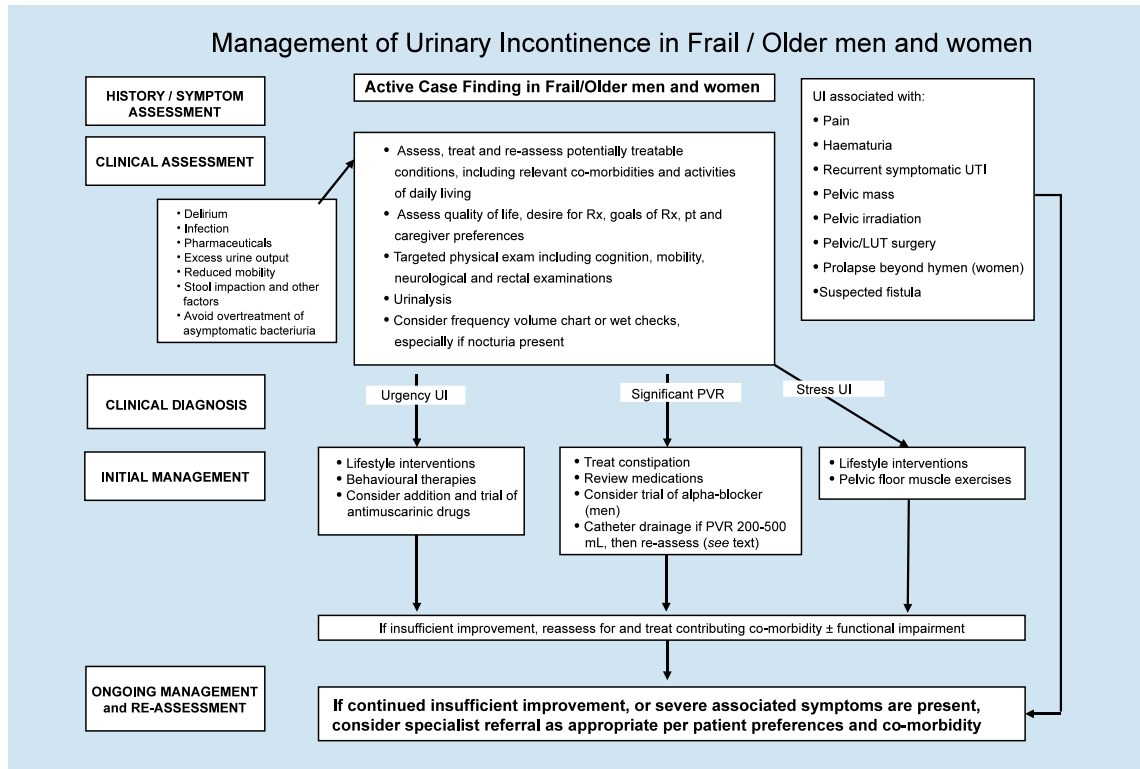 Management of Urinary Incontinence in Frail / Older men and women
HISTORY / SYMPTOM
ASSESSMENT
Active Case Finding in Frail/Older men and women
UI associated with:
• Pain
• Haematuria
• Recurrent symptomatic UTI
• Pelvic mass
• Pelvic irradiation
• Pelvic/LUT surgery
• Prolapse beyond hymen (women)
• Suspected fistula
CLINICAL ASSESSMENT
• Assess, treat and re-assess potentially treatable
conditions, including relevant co-morbidities and activities
of daily living
• Assess quality of life, desire for Rx, goals of Rx, pt and
caregiver preferences
• Targeted physical exam including cognition, mobility,
neurological and rectal examinations
• Urinalysis
• Consider frequency volume chart or wet checks,
especially if nocturia present
• Delirium
• Infection
• Pharmaceuticals
• Excess urine output
• Reduced mobility
• Stool impaction and other
factors
• Avoid overtreatment of
asymptomatic bacteriuria
CLINICAL DIAGNOSIS
Urgency UI
Significant PVR
Stress UI
INITIAL MANAGEMENT
• Lifestyle interventions
• Behavioural therapies
• Consider addition and trial of
antimuscarinic drugs
• Treat constipation
• Review medications
• Consider trial of alpha-blocker
(men)
• Catheter drainage if PVR 200-500
mL, then re-assess (see text)
• Lifestyle interventions
• Pelvic floor muscle exercises
If insufficient improvement, reassess for and treat contributing co-morbidity ± functional impairment
ONGOING MANAGEMENT
and RE-ASSESSMENT
If continued insufficient improvement, or severe associated symptoms are present,
consider specialist referral as appropriate per patient preferences and co-morbidity